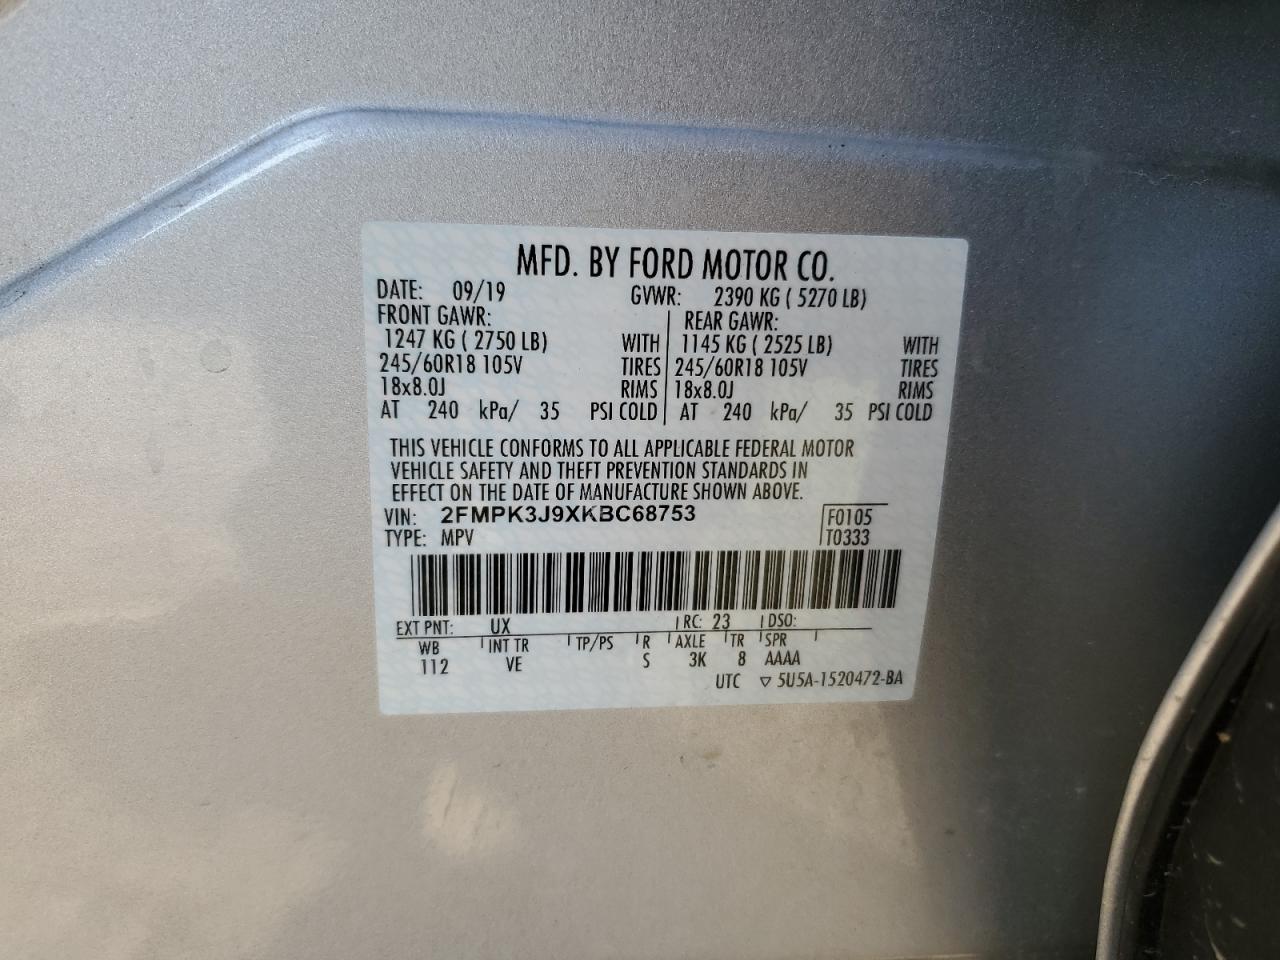 MFD. BY FORD MOTOR CO.
DATE: 09/19 GVWR: 2390 KG ( 5270 LB)
FRONT GAWR: REAR GAWR:
1247 KG ( 2750 LB) WITH 1145 KG ( 2525 LB) WITH
245/60R18 105V TIRES 245/60R18 105V TIRES
18x8.0J RIMS 18x8.0J RIMS
AT 240 kPa/ 35 PSI COLD AT 240 kPa/ 35 PSI COLD
THIS VEHICLE CONFORMS TO ALL APPLICABLE FEDERAL MOTOR
VEHICLE SAFETY AND THEFT PREVENTION STANDARDS IN
EFFECT ON THE DATE OF MANUFACTURE SHOWN ABOVE.
VIN: 2FMPK3J9XKBC68753 F0105
TYPE: MPV T0333
EXT PNT: UX RC: 23 DSO:
WB INT TR TP/PS R AXLE TR SPR
112 VE S 3K 8 AAAA
UTC ▽ 5U5A-1520472-BA